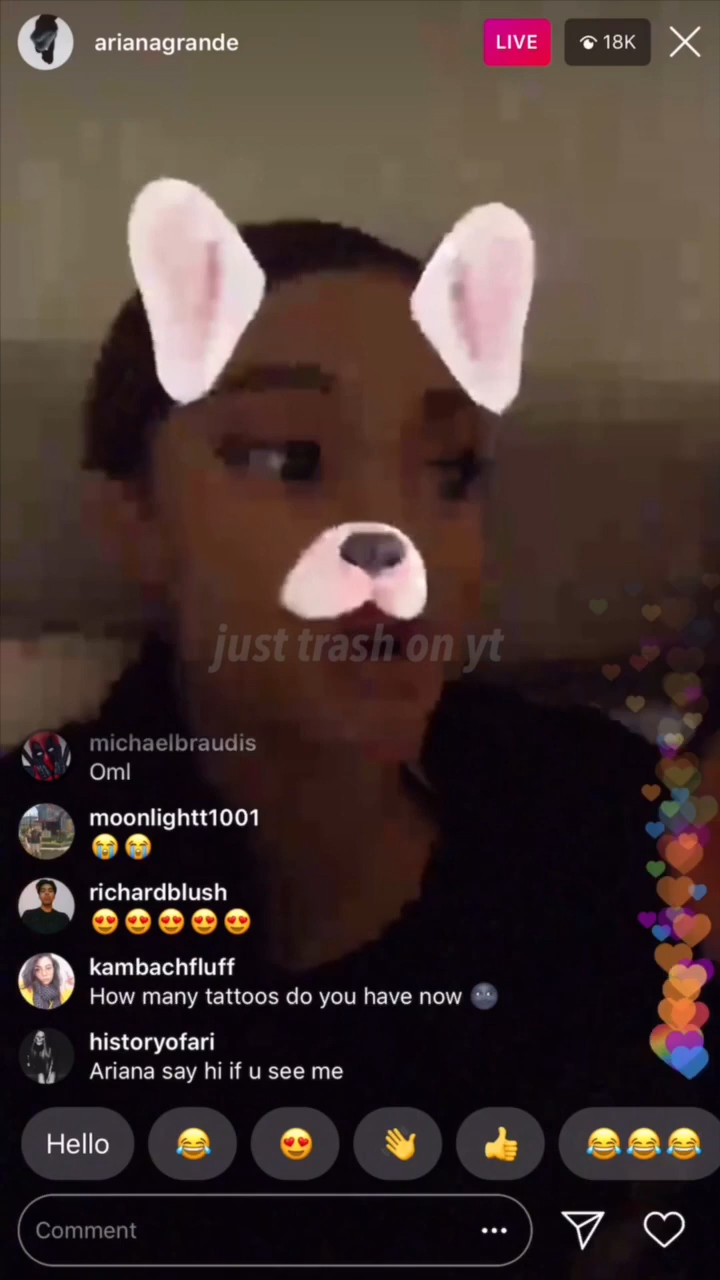 arianagrande
LIVE
18K
just trash on yt
michaelbraudis
Oml
moonlightt1001
😭😭
richardblush
😍😍😍😍😍
kambachfluff
How many tattoos do you have now 🌚
historyofari
Ariana say hi if u see me
Hello 😂 😍 👋 👍 😂😂😂
Comment